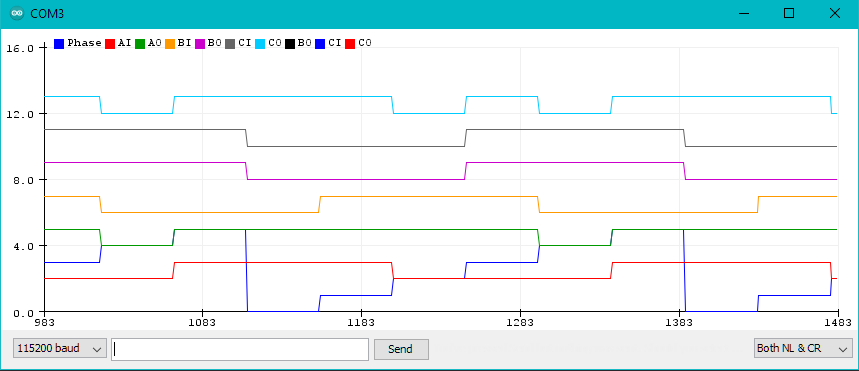 COM3
Phase AI AO BI BO CI CO BO CI CO
16.0
12.0
8.0
4.0
0.0
983 1083 1183 1283 1383 1483
115200 baud Send Both NL & CR